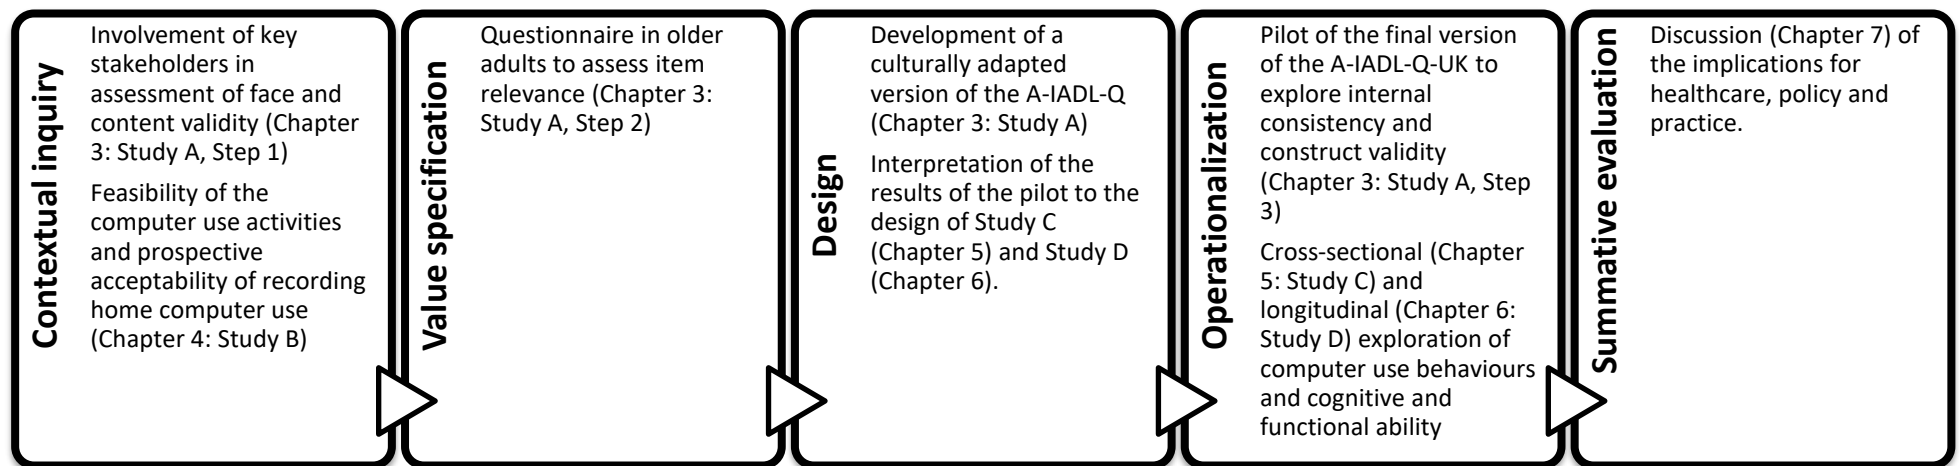 Contextual inquiry
Involvement of key
stakeholders in
assessment of face and
content validity (Chapter
3: Study A, Step 1)
Feasibility of the
computer use activities
and prospective
acceptability of recording
home computer use
(Chapter 4: Study B)
Value specification
Questionnaire in older
adults to assess item
relevance (Chapter 3:
Study A, Step 2)
Design
Development of a
culturally adapted
version of the A-IADL-Q
(Chapter 3: Study A)
Interpretation of the
results of the pilot to the
design of Study C
(Chapter 5) and Study D
(Chapter 6).
Operationalization
Pilot of the final version
of the A-IADL-Q-UK to
explore internal
consistency and
construct validity
(Chapter 3: Study A, Step
3)
Cross-sectional (Chapter
5: Study C) and
longitudinal (Chapter 6:
Study D) exploration of
computer use behaviours
and cognitive and
functional ability
Summative evaluation
Discussion (Chapter 7) of
the implications for
healthcare, policy and
practice.